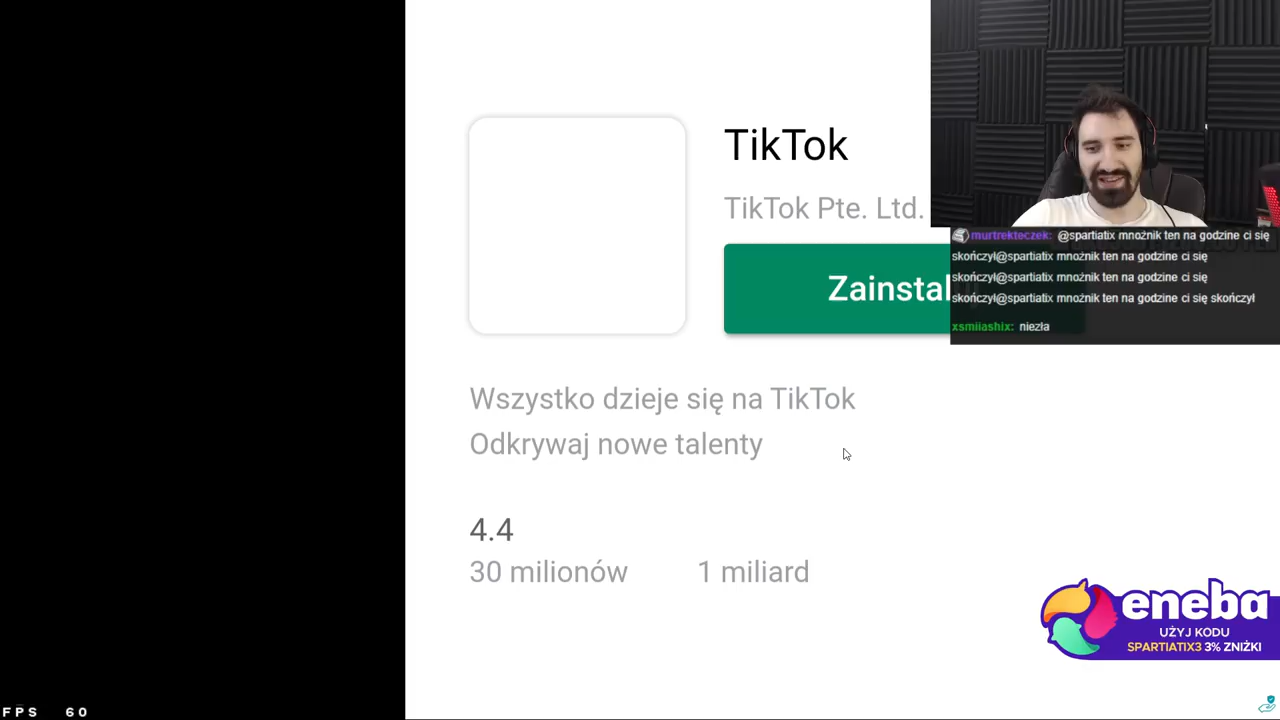 TikTok
TikTok Pte. Ltd.
Zainstal
Wszystko dzieje się na TikTok
Odkrywaj nowe talenty
4.4
30 milionów 1 miliard
murtrekteczek: @spartiatix mnożnik ten na godzine ci się
skończył@spartiatix mnożnik ten na godzine ci się
skończył@spartiatix mnożnik ten na godzine ci się
skończył@spartiatix mnożnik ten na godzine ci się skończył
xsmiiashix: niezła
eneba
UŻYJ KODU
SPARTIATIX3 3% ZNIŻKI
FPS 60